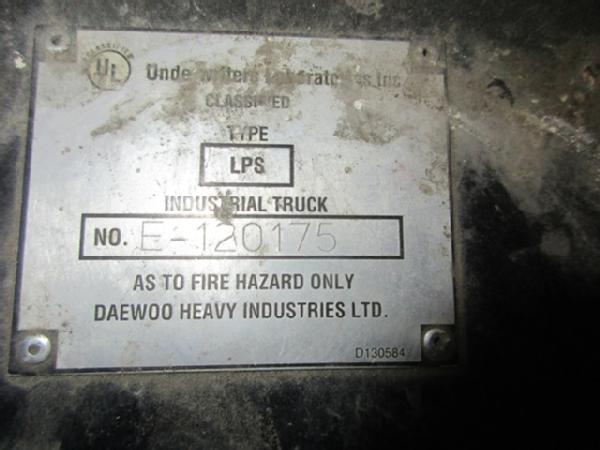 CLASSIFIED
UL
Underwriters Laboratories Inc.
CLASSIFIED
TYPE
LPS
INDUSTRIAL TRUCK
NO. E-120175
AS TO FIRE HAZARD ONLY
DAEWOO HEAVY INDUSTRIES LTD.
D130584